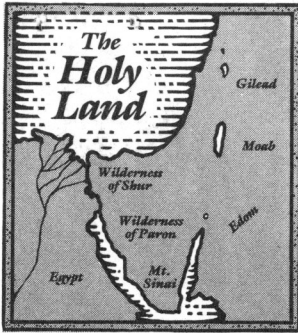 The
Holy
Land
Gilead
Moab
Wilderness
of Shur
Wilderness
of Paron
Edom
Egypt
Mt.
Sinai